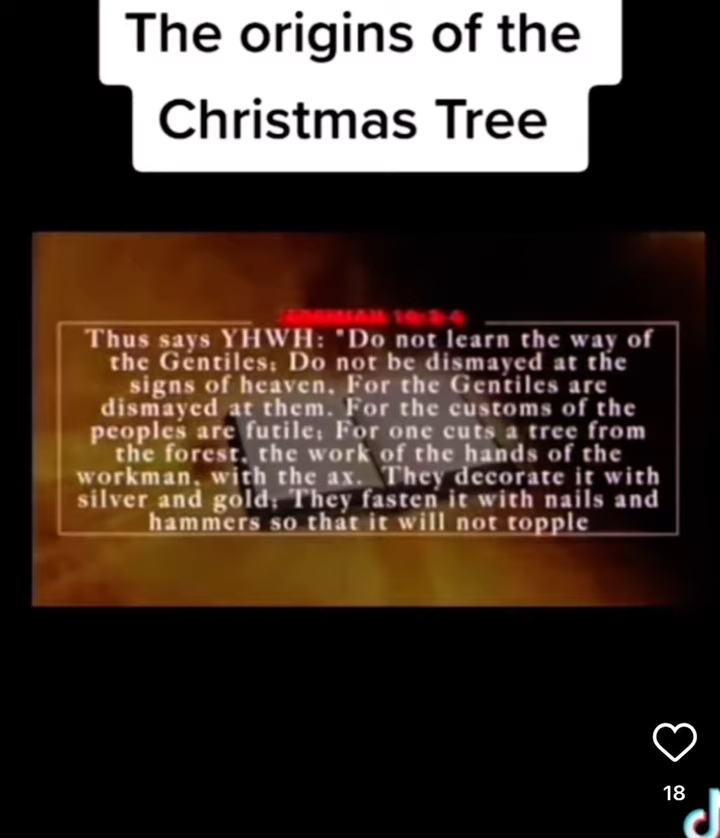 The origins of the
Christmas Tree
JEREMIAH 10:2-4
Thus says YHWH: "Do not learn the way of
the Gentiles; Do not be dismayed at the
signs of heaven, For the Gentiles are
dismayed at them. For the customs of the
peoples are futile; For one cuts a tree from
the forest, the work of the hands of the
workman, with the ax. They decorate it with
silver and gold; They fasten it with nails and
hammers so that it will not topple
18